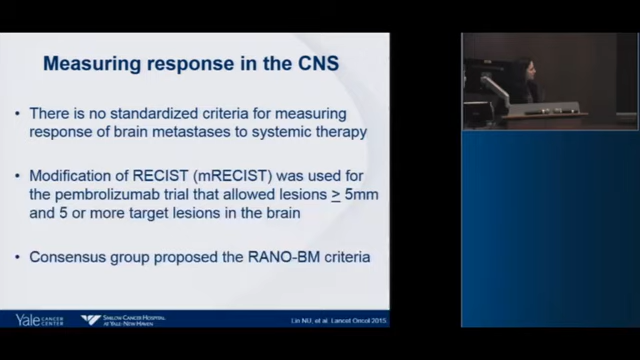 Measuring response in the CNS
• There is no standardized criteria for measuring
response of brain metastases to systemic therapy
• Modification of RECIST (mRECIST) was used for
the pembrolizumab trial that allowed lesions ≥ 5mm
and 5 or more target lesions in the brain
• Consensus group proposed the RANO-BM criteria
Yale CANCER
CENTER
SMILOW CANCER HOSPITAL
AT YALE-NEW HAVEN
Lin NU, et al. Lancet Oncol 2015